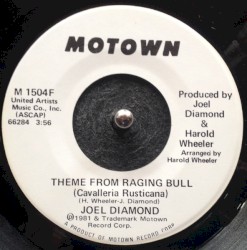 MOTOWN
M 1504F
United Artists
Music Co., Inc.
(ASCAP)
66284 3:56
Produced by
Joel
Diamond &
Harold
Wheeler
Arranged by
Harold Wheeler
THEME FROM RAGING BULL
(Cavalleria Rusticana)
(H. Wheeler-J. Diamond)
JOEL DIAMOND
℗©1981 & Trademark Motown
Record Corporation
A PRODUCT OF MOTOWN RECORD CORP.